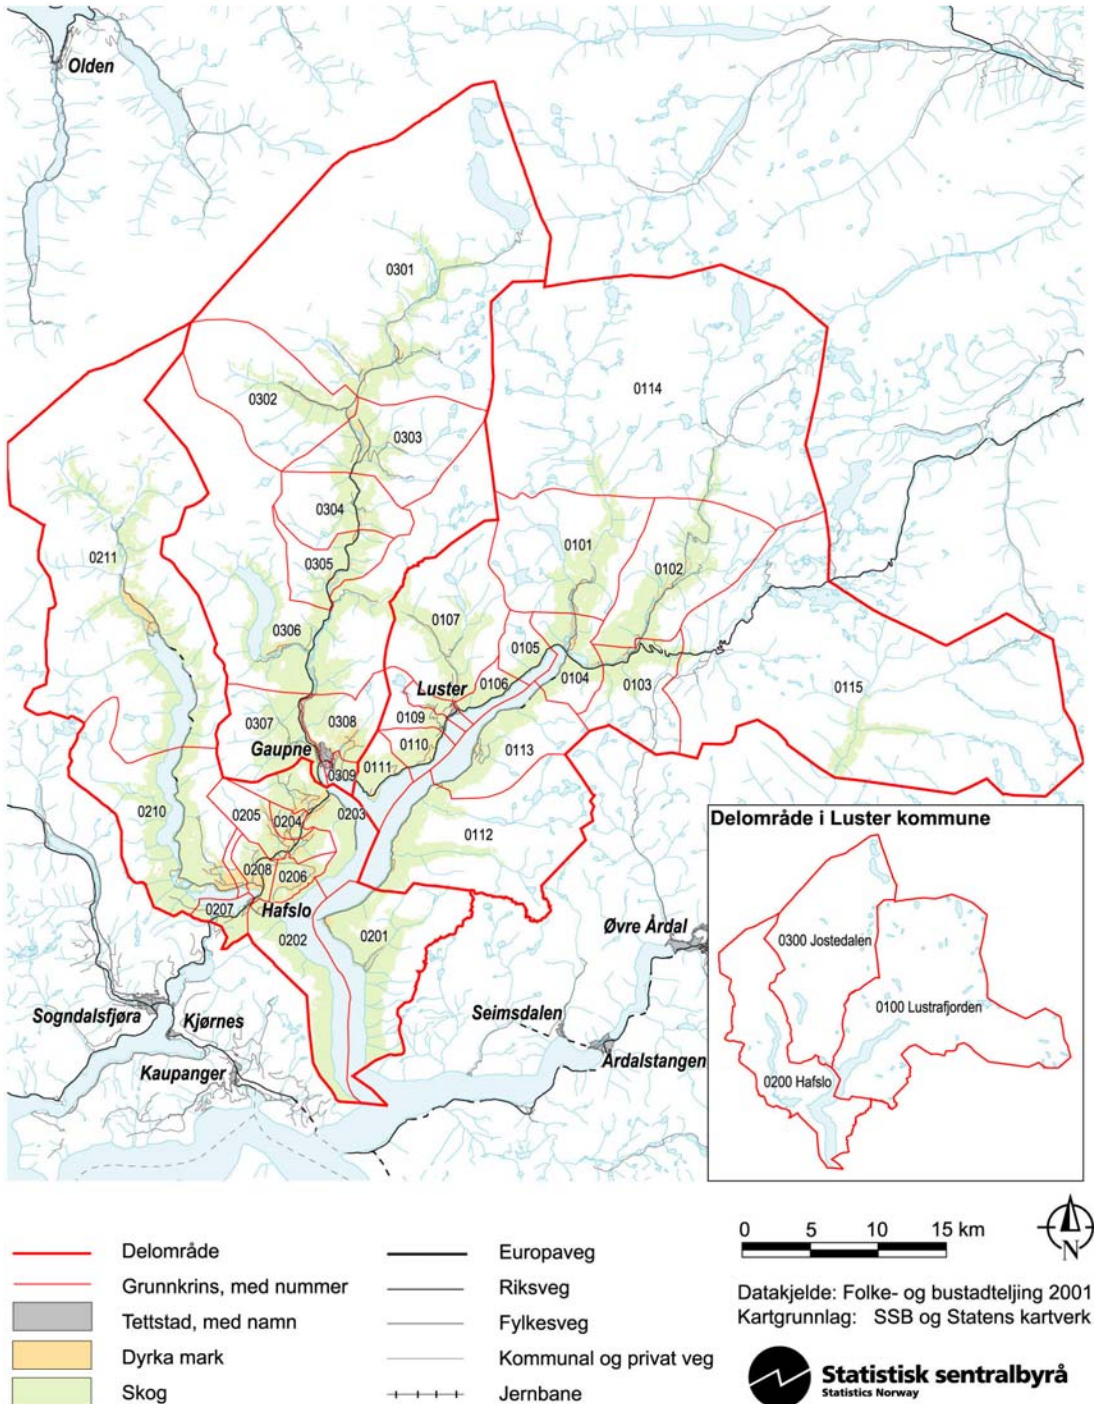 Olden
0301
0302
0114
0303
0304
0211
0305
0101
0102
0107
0306
0105
0106
0104
0103
0115
Luster
0109
0307
0308
0110
Gaupne
0309
0111
0113
0210
0205
0204
0203
0112
0208
0206
0207
Hafslo
0202
0201
Øvre Årdal
Sogndalsfjøra
Kjørnes
Seimsdalen
Kaupanger
Årdalstangen
Delområde i Luster kommune
0300 Jostedalen
0100 Lustrafjorden
0200 Hafslo
Delområde
Grunnkrins, med nummer
Tettstad, med namn
Dyrka mark
Skog
Europaveg
Riksveg
Fylkesveg
Kommunal og privat veg
Jernbane
0 5 10 15 km
N
Datakjelde: Folke- og bustadteljing 2001
Kartgrunnlag: SSB og Statens kartverk
Statistisk sentralbyrå
Statistics Norway